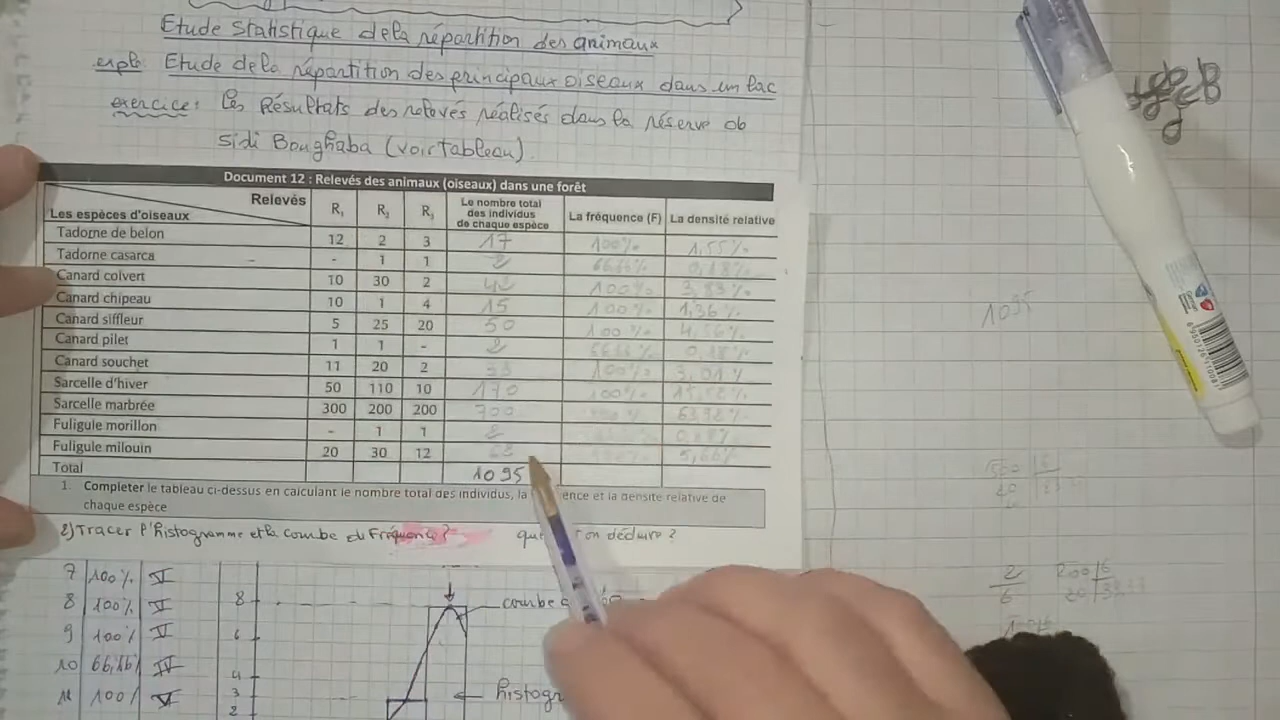 Etude statistique de la répartition des animaux
exple: Etude de la répartition des principaux oiseaux dans un lac
exercice: les Résultats des relevés réalisés dans la réserve ob
Sidi Boughaba (voir tableau).
Document 12 : Relevés des animaux (oiseaux) dans une forêt
Relevés
Les espèces d'oiseaux
R1 R2 R3 Le nombre total des individus de chaque espèce La fréquence (F) La densité relative
Tadorne de belon 12 2 3 17 100% 1,55%
Tadorne casarca - 1 1 2 66,66% 0,18%
Canard colvert 10 30 2 42 100% 3,83%
Canard chipeau 10 1 4 15 100% 1,36%
Canard siffleur 5 25 20 50 100% 4,56%
Canard pilet 1 1 - 2 66,66% 0,18%
Canard souchet 11 20 2 33 100% 3,01%
Sarcelle d'hiver 50 110 10 170 100% 15,52%
Sarcelle marbrée 300 200 200 700 63,92%
Fuligule morillon - 1 1 2
Fuligule milouin 20 30 12 5,66%
Total 1095
1. Completer le tableau ci-dessus en calculant le nombre total des individus, la ence et la densite relative de
chaque espèce
2) Tracer l'histogramme et la courbe du Fréquence? on déduire ?
7 100% V
8 100% V
9 100% V
10 66,66% IV
11 100% V
8
6
4
3
2
courbe
histogr
1095
2
6